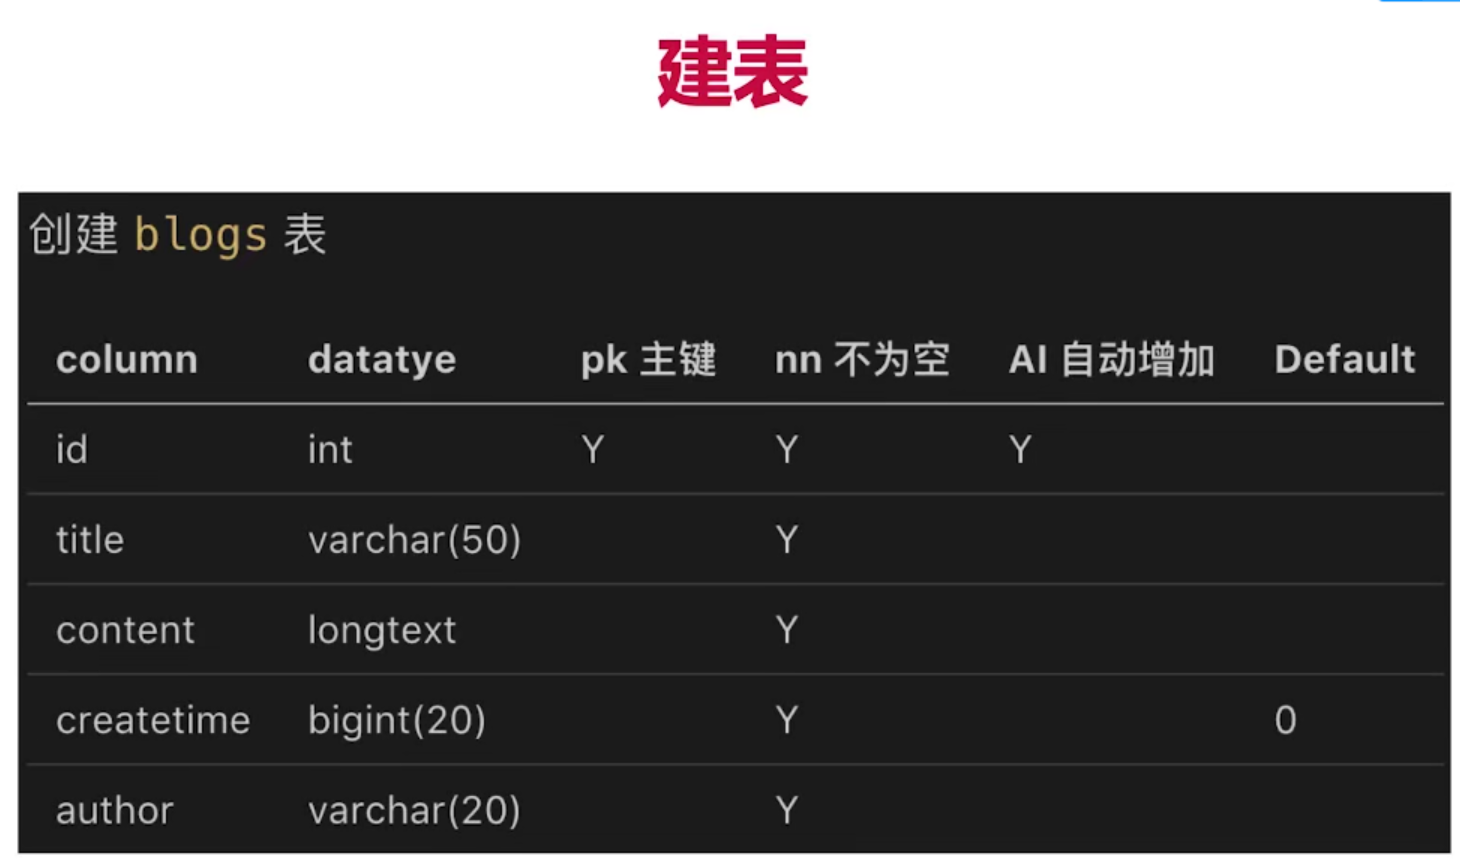 建表
创建 blogs 表
column datatye pk 主键 nn 不为空 AI 自动增加 Default
id int Y Y Y
title varchar(50) Y
content longtext Y
createtime bigint(20) Y 0
author varchar(20) Y